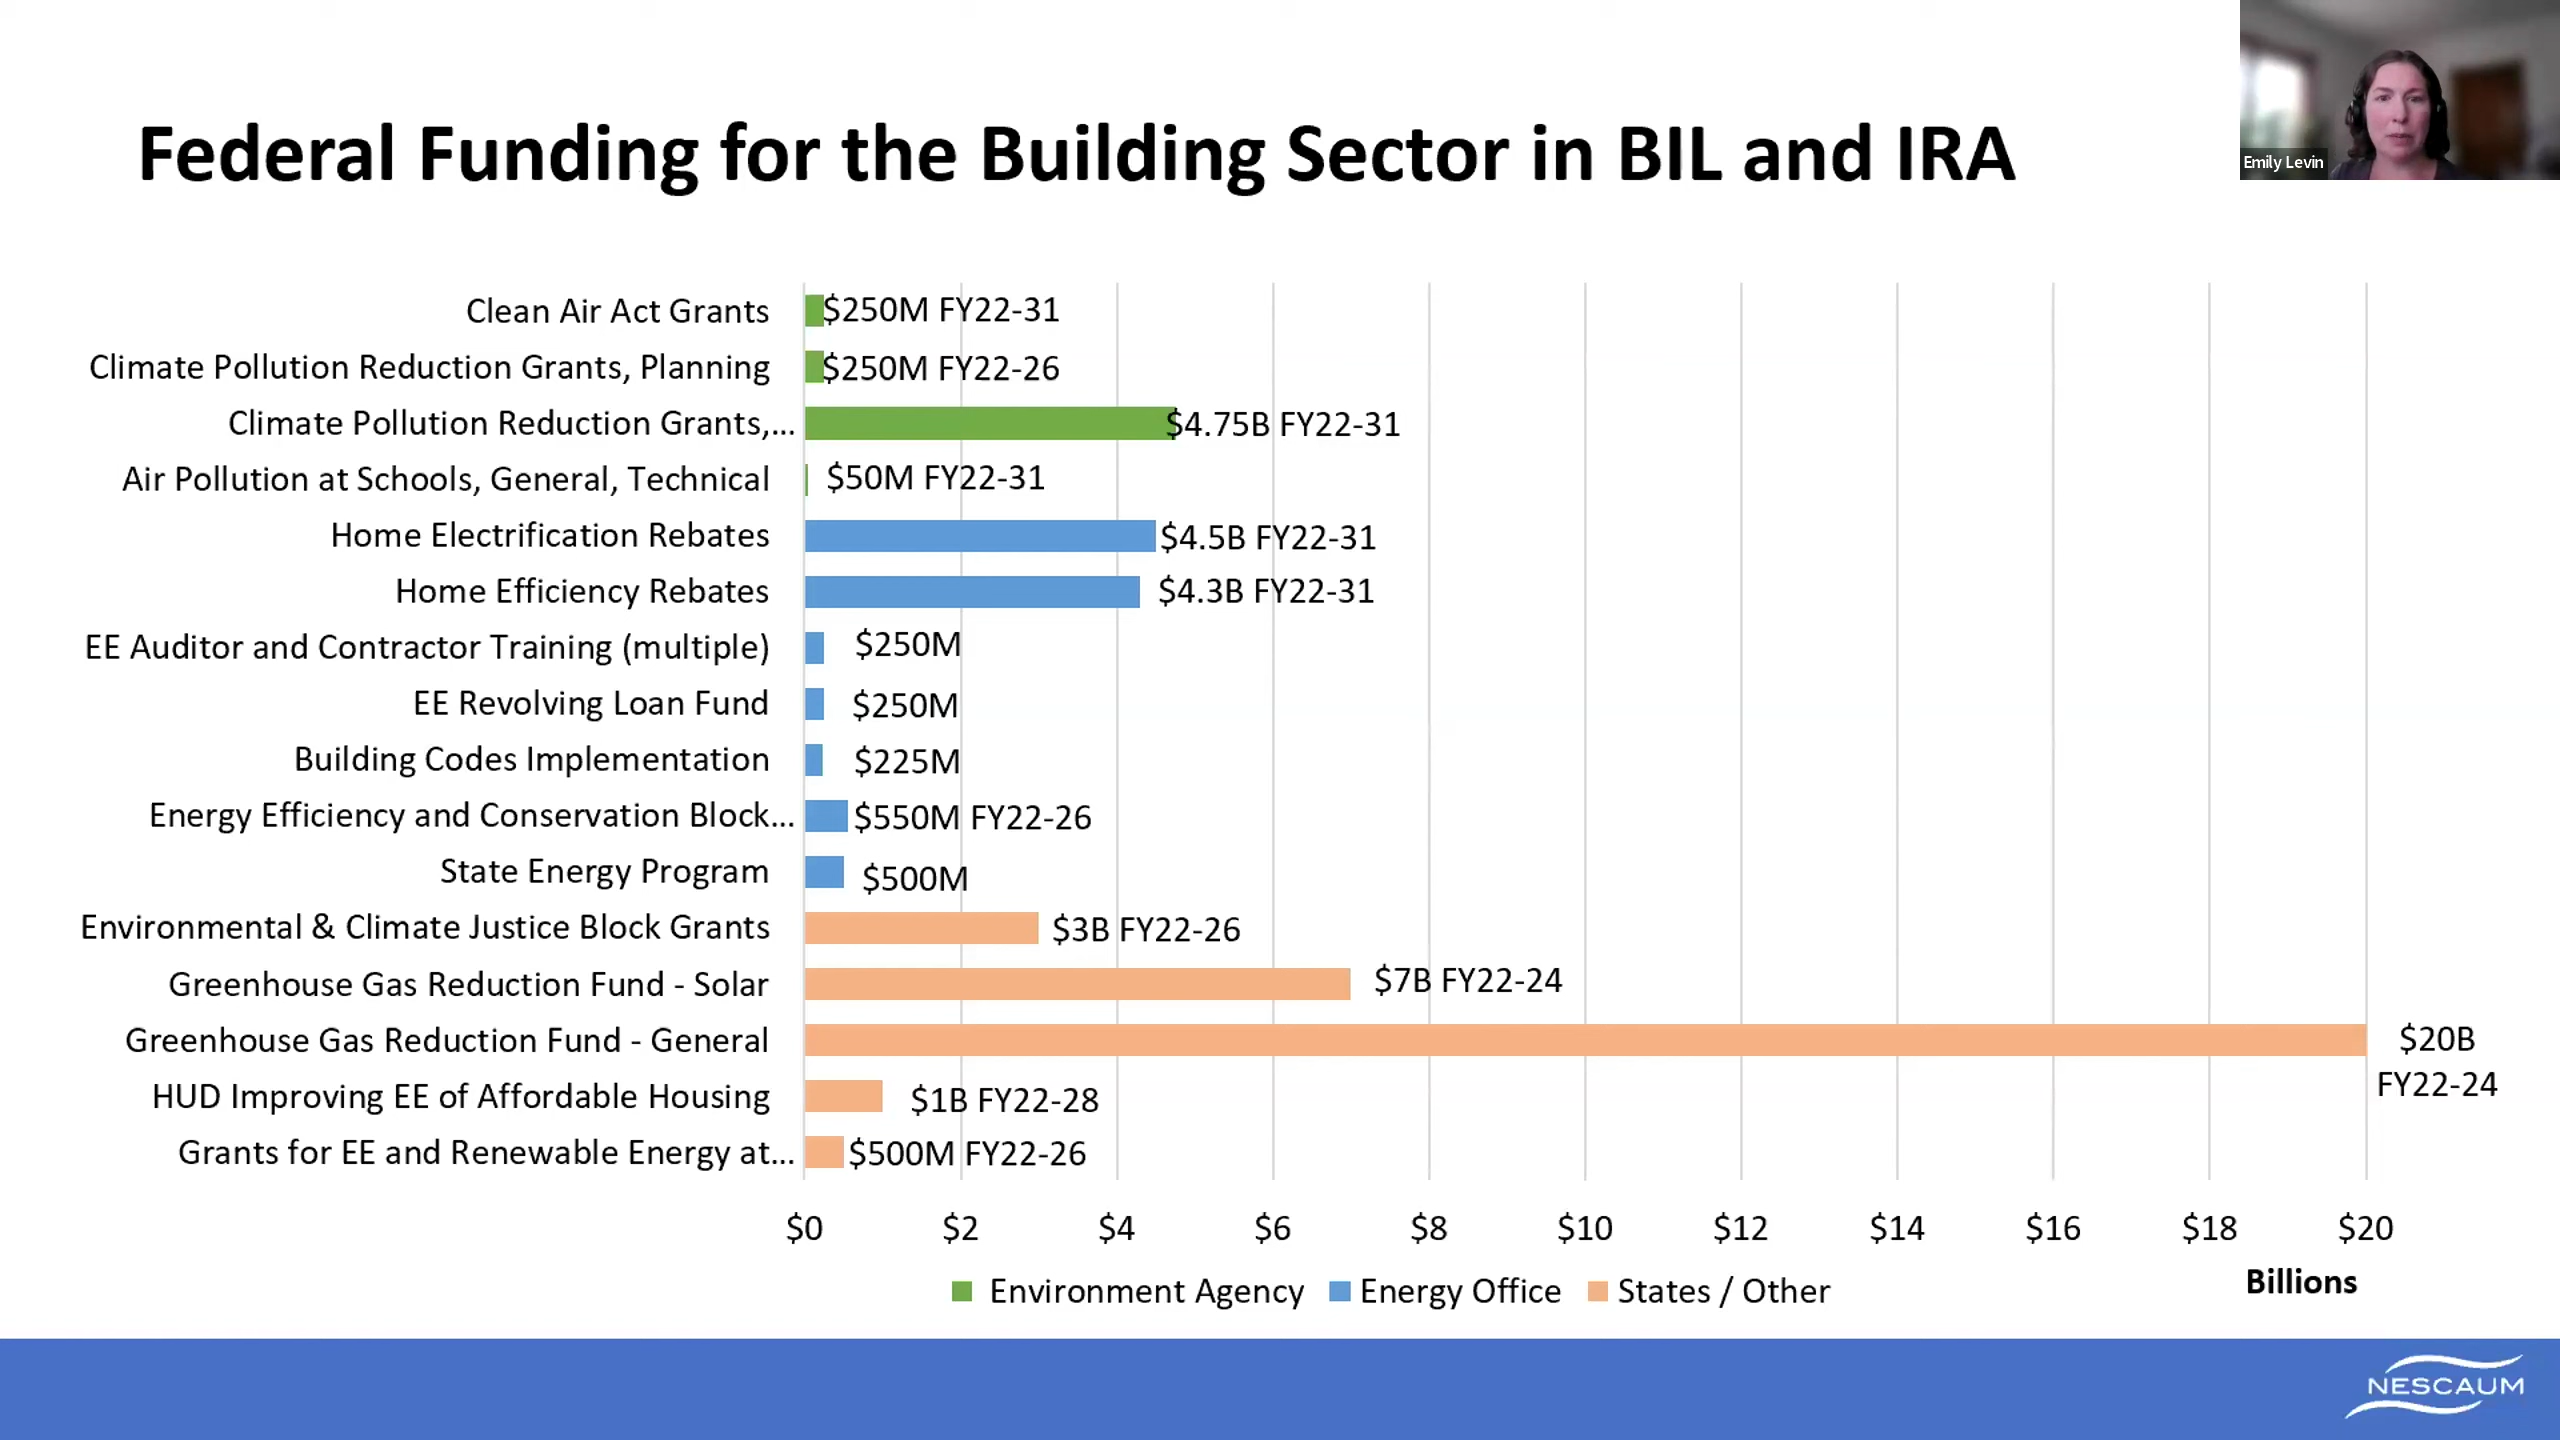 Federal Funding for the Building Sector in BIL and IRA
Emily Levin
Clean Air Act Grants $250M FY22-31
Climate Pollution Reduction Grants, Planning $250M FY22-26
Climate Pollution Reduction Grants,... $4.75B FY22-31
Air Pollution at Schools, General, Technical $50M FY22-31
Home Electrification Rebates $4.5B FY22-31
Home Efficiency Rebates $4.3B FY22-31
EE Auditor and Contractor Training (multiple) $250M
EE Revolving Loan Fund $250M
Building Codes Implementation $225M
Energy Efficiency and Conservation Block... $550M FY22-26
State Energy Program $500M
Environmental & Climate Justice Block Grants $3B FY22-26
Greenhouse Gas Reduction Fund - Solar $7B FY22-24
Greenhouse Gas Reduction Fund - General $20B
FY22-24
HUD Improving EE of Affordable Housing $1B FY22-28
Grants for EE and Renewable Energy at... $500M FY22-26
$0 $2 $4 $6 $8 $10 $12 $14 $16 $18 $20
Billions
Environment Agency Energy Office States / Other
NESCAUM